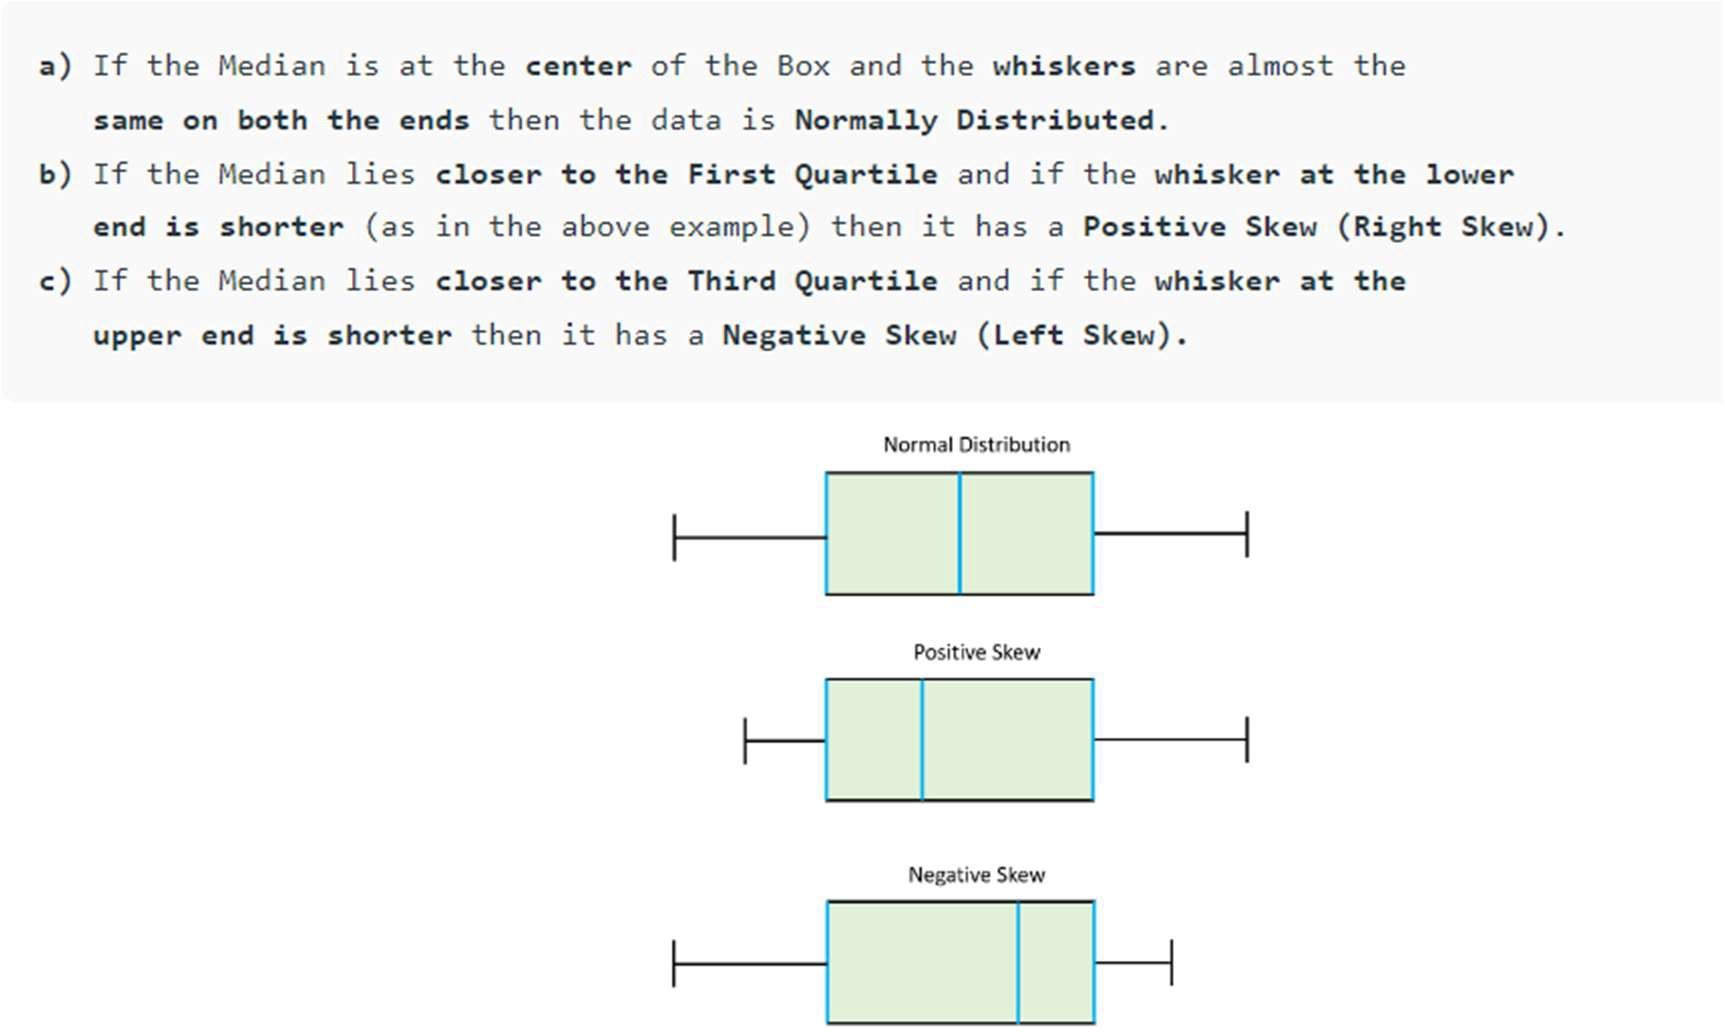 a) If the Median is at the center of the Box and the whiskers are almost the
same on both the ends then the data is Normally Distributed.
b) If the Median lies closer to the First Quartile and if the whisker at the lower
end is shorter (as in the above example) then it has a Positive Skew (Right Skew).
c) If the Median lies closer to the Third Quartile and if the whisker at the
upper end is shorter then it has a Negative Skew (Left Skew).
Normal Distribution
Positive Skew
Negative Skew